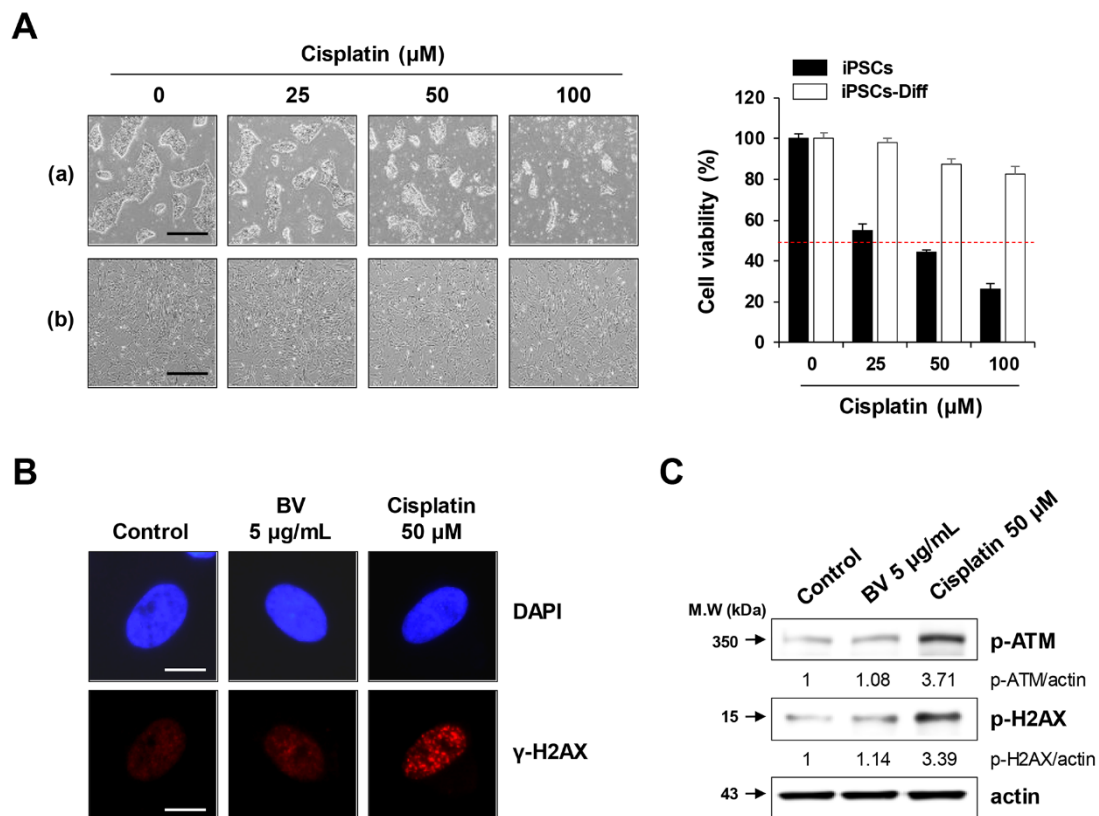 A
Cisplatin (µM)
0 25 50 100
(a)
(b)
iPSCs
iPSCs-Diff
Cell viability (%)
120
100
80
60
40
20
0
0 25 50 100
Cisplatin (µM)
B
Control
BV
5 µg/mL
Cisplatin
50 µM
DAPI
γ-H2AX
C
Control
BV 5 µg/mL
Cisplatin 50 µM
M.W (kDa)
350
p-ATM
1 1.08 3.71 p-ATM/actin
15
p-H2AX
1 1.14 3.39 p-H2AX/actin
43
actin